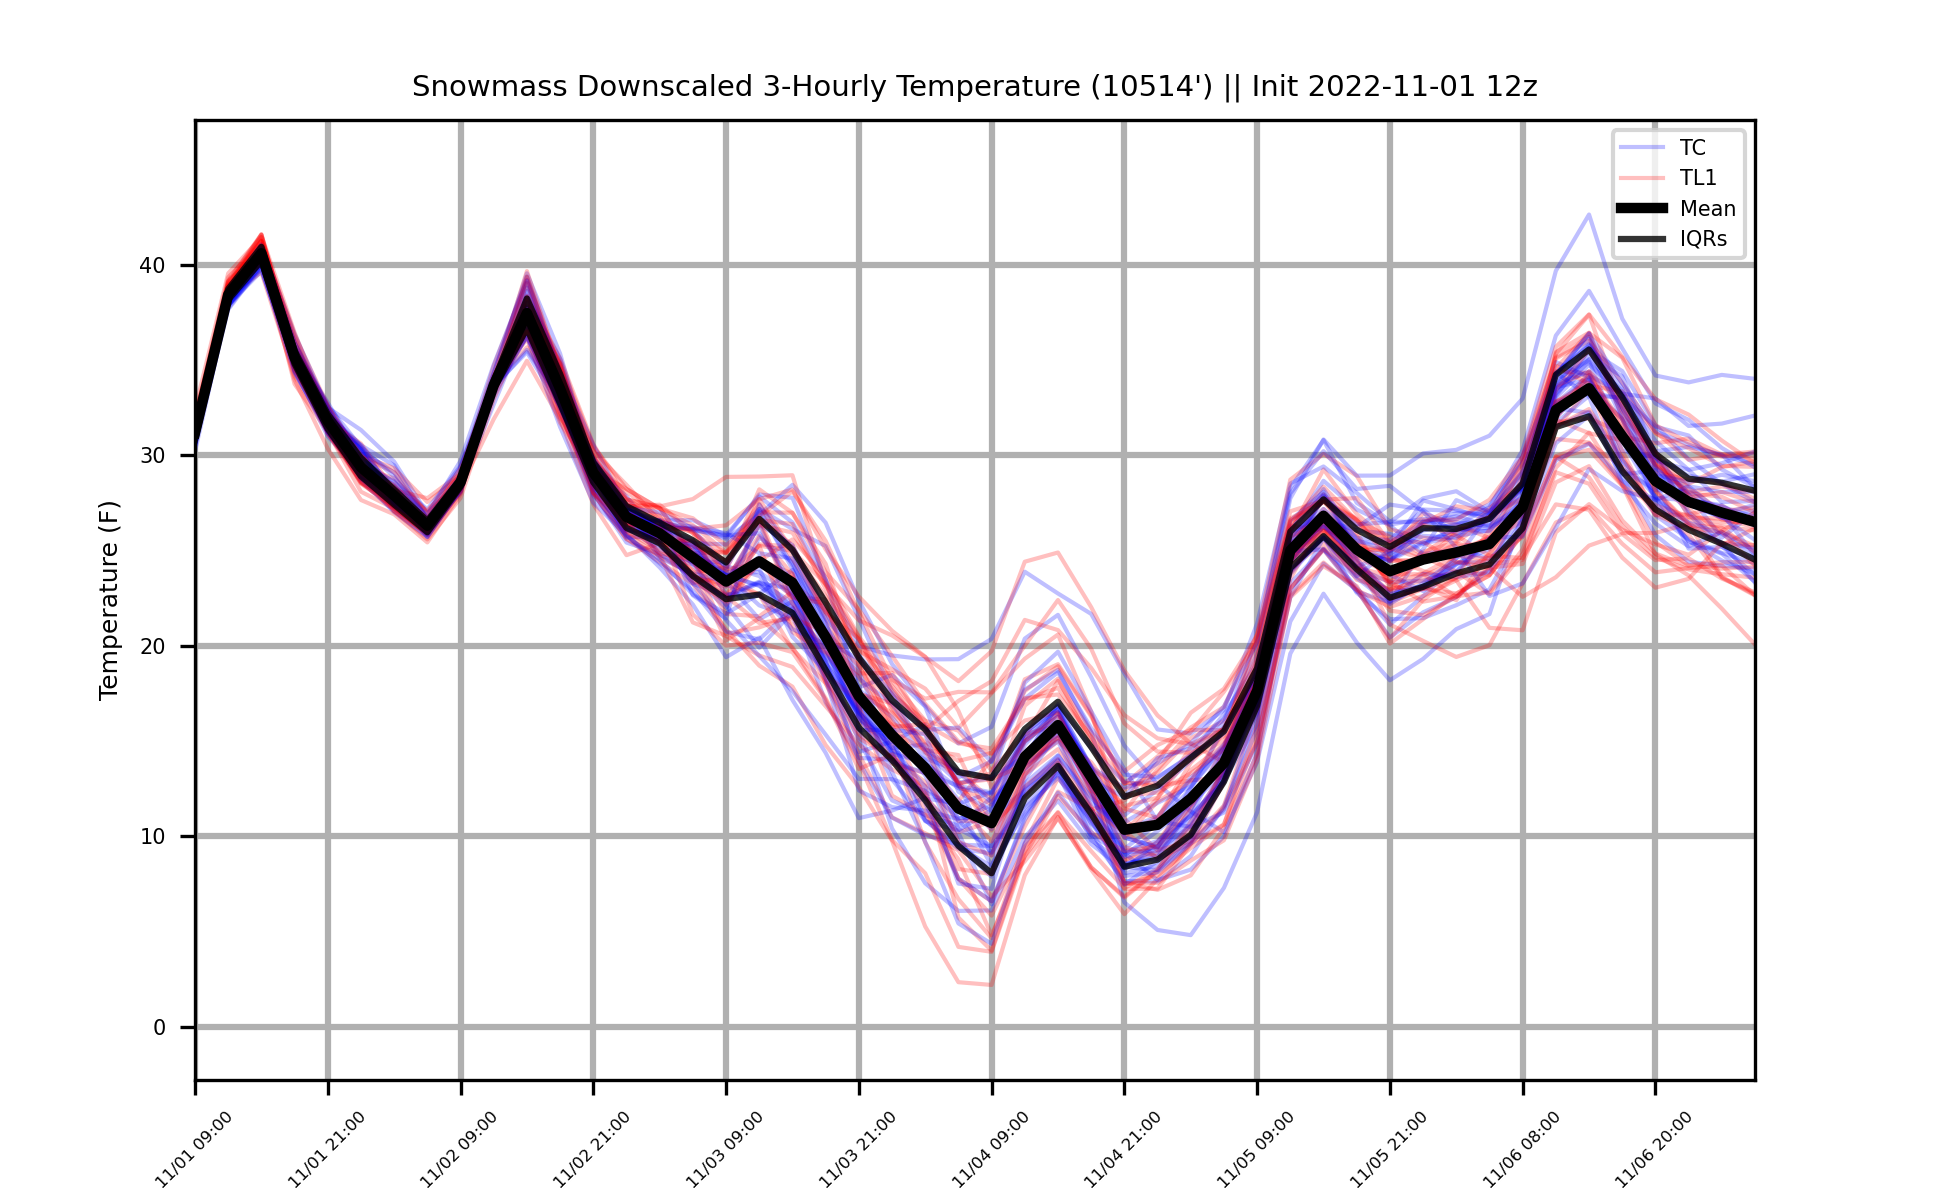 Snowmass Downscaled 3-Hourly Temperature (10514') || Init 2022-11-01 12z
TC
TL1
Mean
IQRs
Temperature (F)
40
30
20
10
0
11/01 09:00
11/01 21:00
11/02 09:00
11/02 21:00
11/03 09:00
11/03 21:00
11/04 09:00
11/04 21:00
11/05 09:00
11/05 21:00
11/06 08:00
11/06 20:00